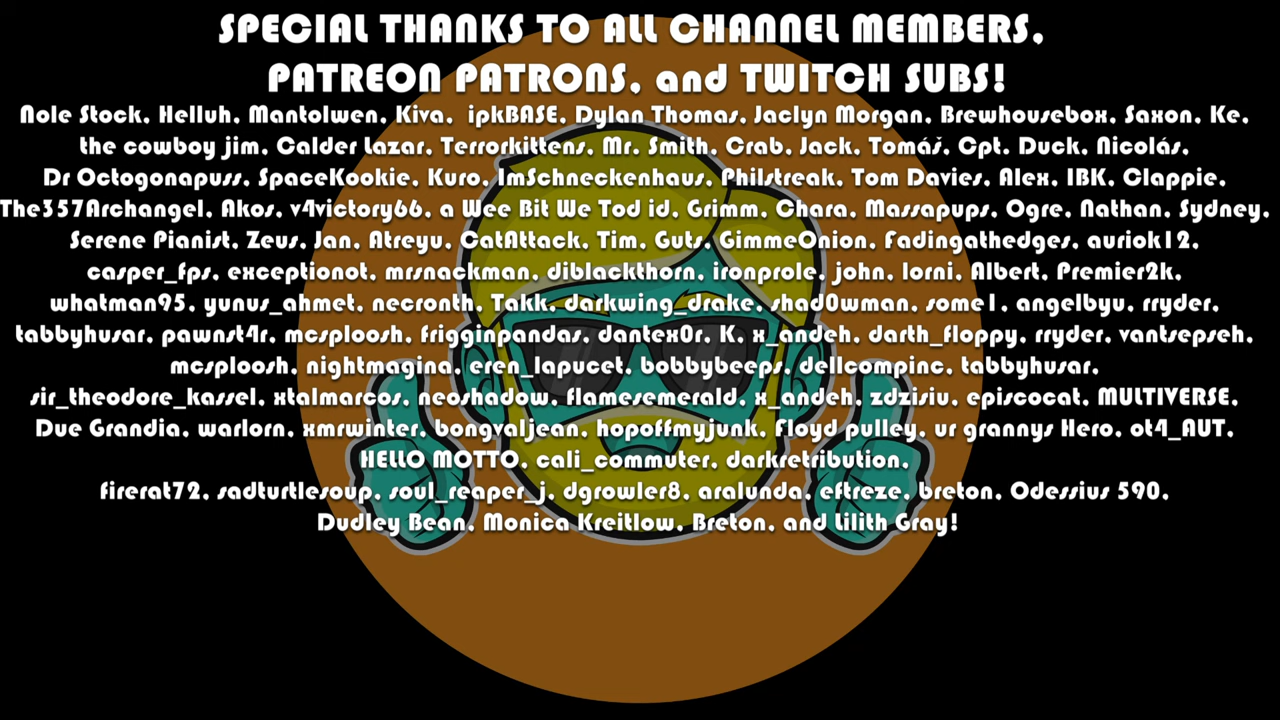 SPECIAL THANKS TO ALL CHANNEL MEMBERS,
PATREON PATRONS, and TWITCH SUBS!
Nole Stock, Helluh, Mantolwen, Kiva, ipkBASE, Dylan Thomas, Jaclyn Morgan, Brewhousebox, Saxon, Ke,
the cowboy jim, Calder Lazar, Terrorkittens, Mr. Smith, Crab, Jack, Tomáš, Cpt. Duck, Nicolás,
Dr Octogonapuss, SpaceKookie, Kuro, ImSchneckenhaus, Philstreak, Tom Davies, Alex, IBK, Clappie,
The357Archangel, Akos, v4victory66, a Wee Bit We Tod id, Grimm, Chara, Massapups, Ogre, Nathan, Sydney,
Serene Pianist, Zeus, Jan, Atreyu, CatAttack, Tim, Guts, GimmeOnion, Fadingathedges, auriok12,
casper_fps, exceptionot, mrsnackman, diblackthorn, ironprole, john, lorni, Albert, Premier2k,
whatman95, yunus_ahmet, necronth, Takk, darkwing_drake, shad0wman, some1, angelbyu, rryder,
tabbyhusar, pawnst4r, mcsploosh, frigginpandas, dantex0r, K, x_andeh, darth_floppy, rryder, vantsepseh,
mcsploosh, nightmagina, eren_lapucet, bobbybeeps, dellcompinc, tabbyhusar,
sir_theodore_kassel, xtalmarcos, neoshadow, flamesemerald, x_andeh, zdzisiu, episcocat, MULTIVERSE,
Due Grandia, warlorn, xmrwinter, bongvaljean, hopoffmyjunk, Floyd pulley, ur grannys Hero, ot4_AUT,
HELLO MOTTO, cali_commuter, darkretribution,
firerat72, sadturtlesoup, soul_reaper_j, dgrowler8, aralunda, eftreze, breton, Odessius 590,
Dudley Bean, Monica Kreitlow, Breton, and Lilith Gray!